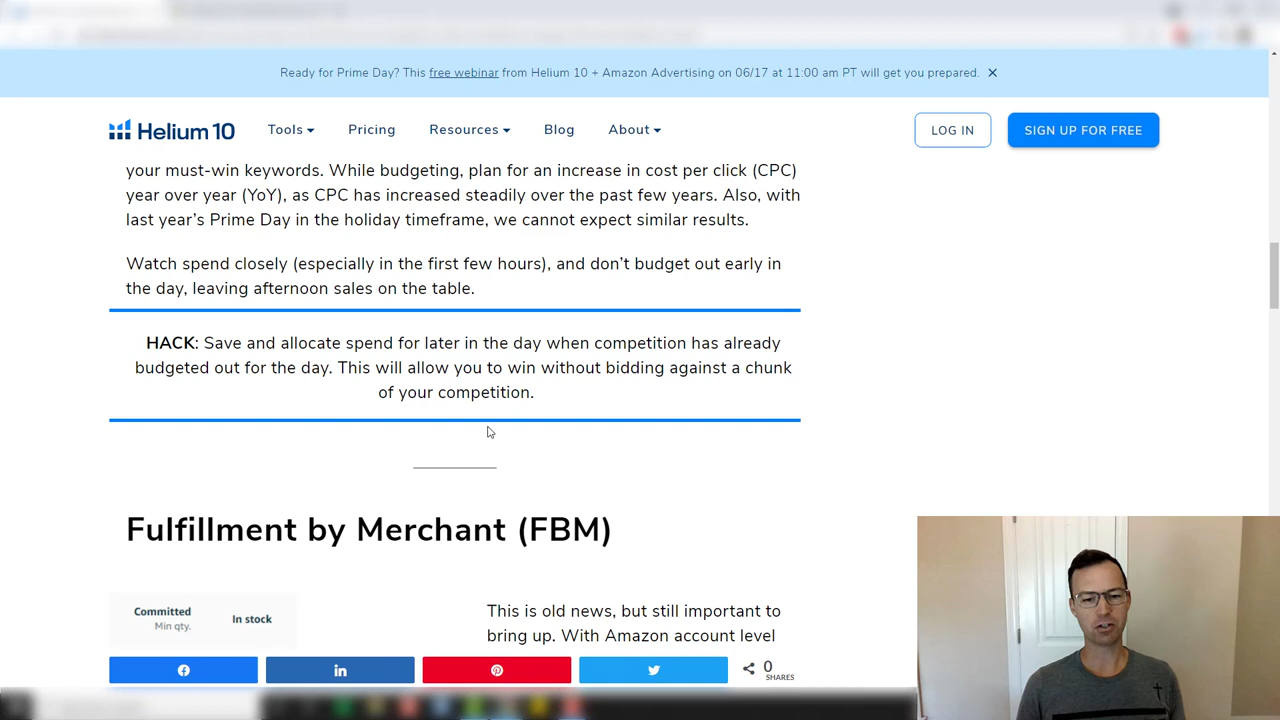 Ready for Prime Day? This free webinar from Helium 10 + Amazon Advertising on 06/17 at 11:00 am PT will get you prepared. ✕
Helium 10 Tools Pricing Resources Blog About LOG IN SIGN UP FOR FREE
your must-win keywords. While budgeting, plan for an increase in cost per click (CPC)
year over year (YoY), as CPC has increased steadily over the past few years. Also, with
last year’s Prime Day in the holiday timeframe, we cannot expect similar results.
Watch spend closely (especially in the first few hours), and don’t budget out early in
the day, leaving afternoon sales on the table.
HACK: Save and allocate spend for later in the day when competition has already
budgeted out for the day. This will allow you to win without bidding against a chunk
of your competition.
Fulfillment by Merchant (FBM)
Committed
Min qty.
In stock
This is old news, but still important to
bring up. With Amazon account level
0
SHARES